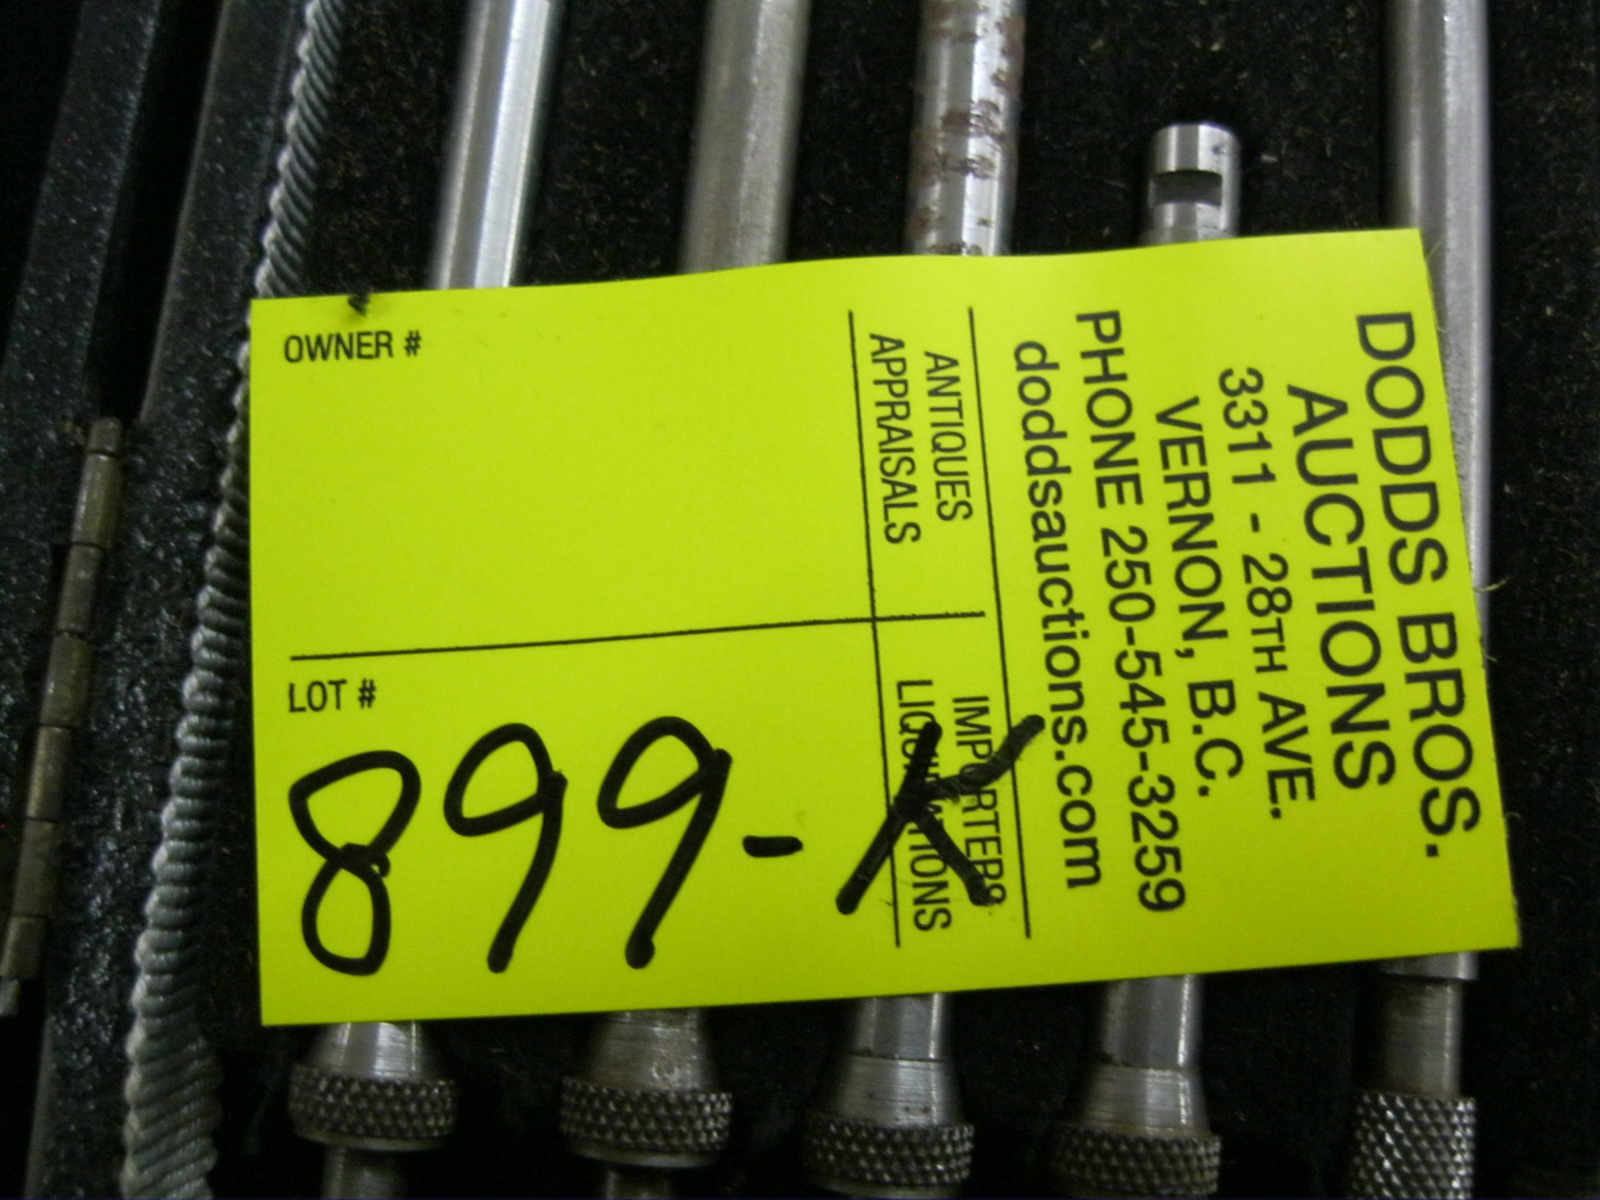 DODDS BROS.
AUCTIONS
3311 - 28TH AVE.
VERNON, B.C.
PHONE 250-545-3259
doddsauctions.com
ANTIQUES IMPORTERS
APPRAISALS LIQUIDATIONS
OWNER #
LOT #
899-X